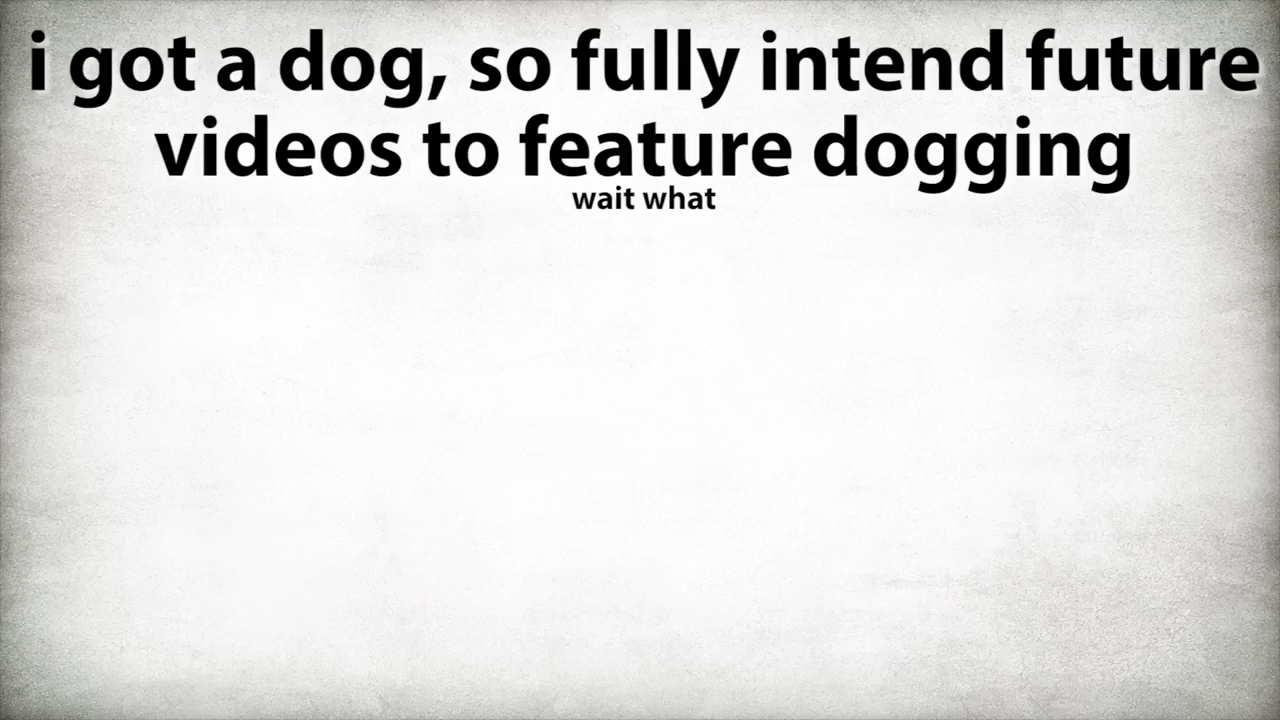 i got a dog, so fully intend future
videos to feature dogging
wait what